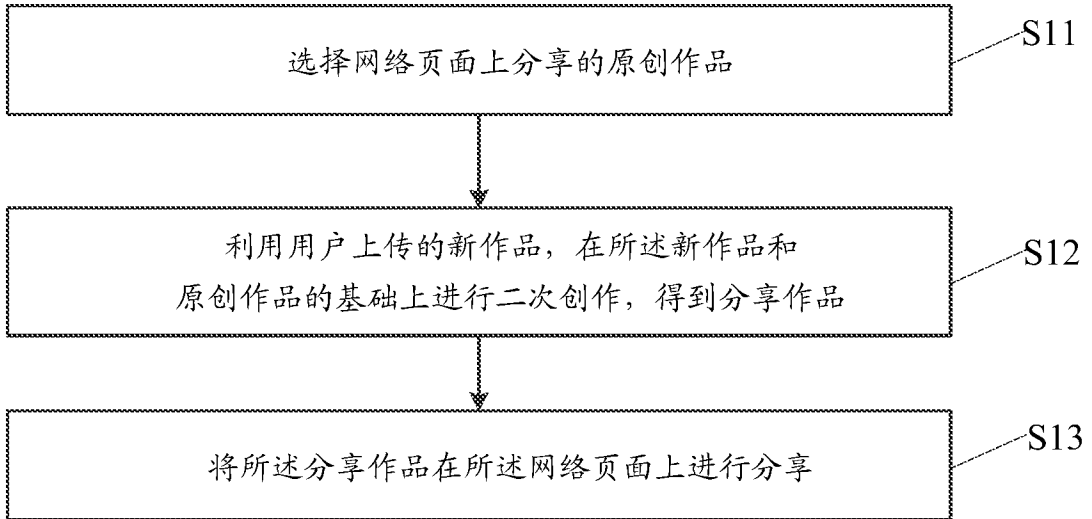 选择网络页面上分享的原创作品
S11
利用用户上传的新作品，在所述新作品和
原创作品的基础上进行二次创作，得到分享作品
S12
将所述分享作品在所述网络页面上进行分享
S13